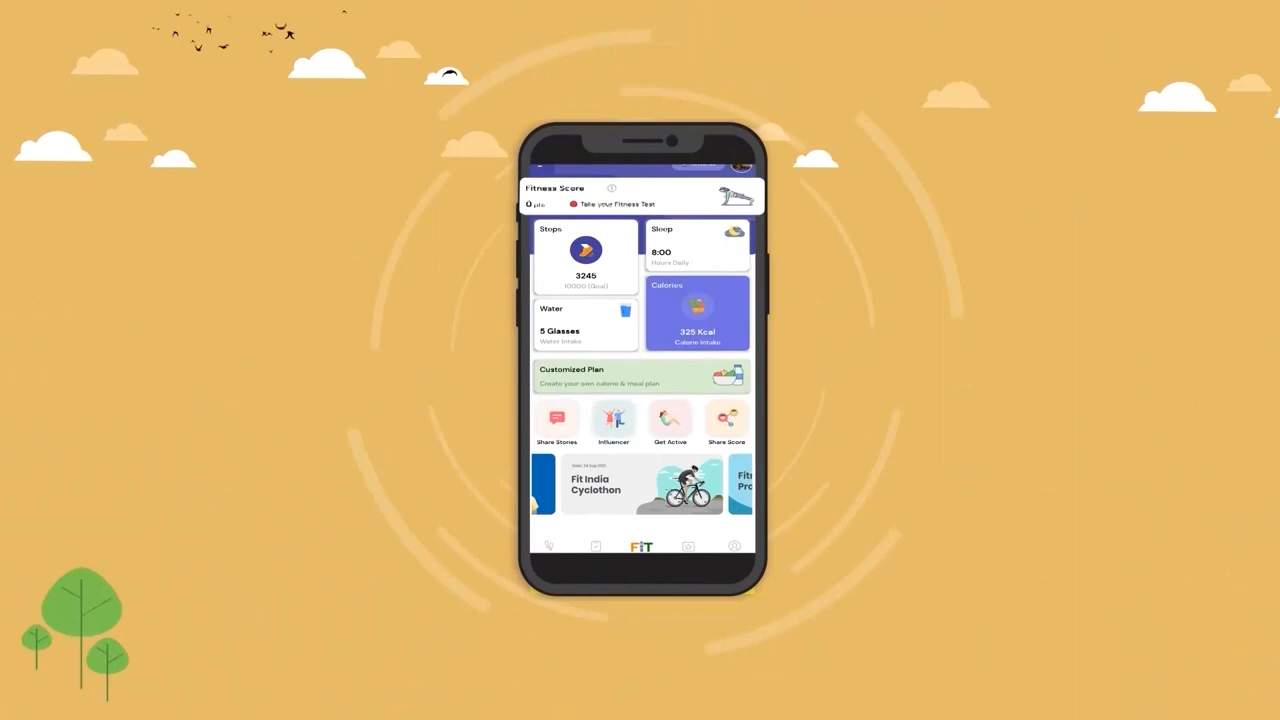 Fitness Score
0 pts
Take your Fitness Test
Steps
3245
10000 (Goal)
Sleep
8:00
Hours Daily
Water
5 Glasses
Water Intake
Calories
325 Kcal
Calorie Intake
Customized Plan
Create your own calorie & meal plan
Share Stories
Influencer
Get Active
Share Score
Fit India
Cyclothon
Fit
Pro
FiT